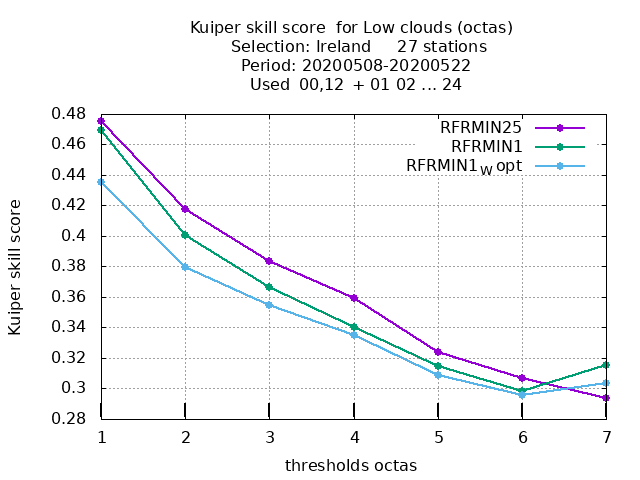 Kuiper skill score  for Low clouds (octas)
Selection: Ireland     27 stations
Period: 20200508-20200522
Used  00,12  + 01 02 ... 24
RFRMIN25
RFRMIN1
RFRMIN1W opt
Kuiper skill score
0.48
0.46
0.44
0.42
0.4
0.38
0.36
0.34
0.32
0.3
0.28
1 2 3 4 5 6 7
thresholds octas